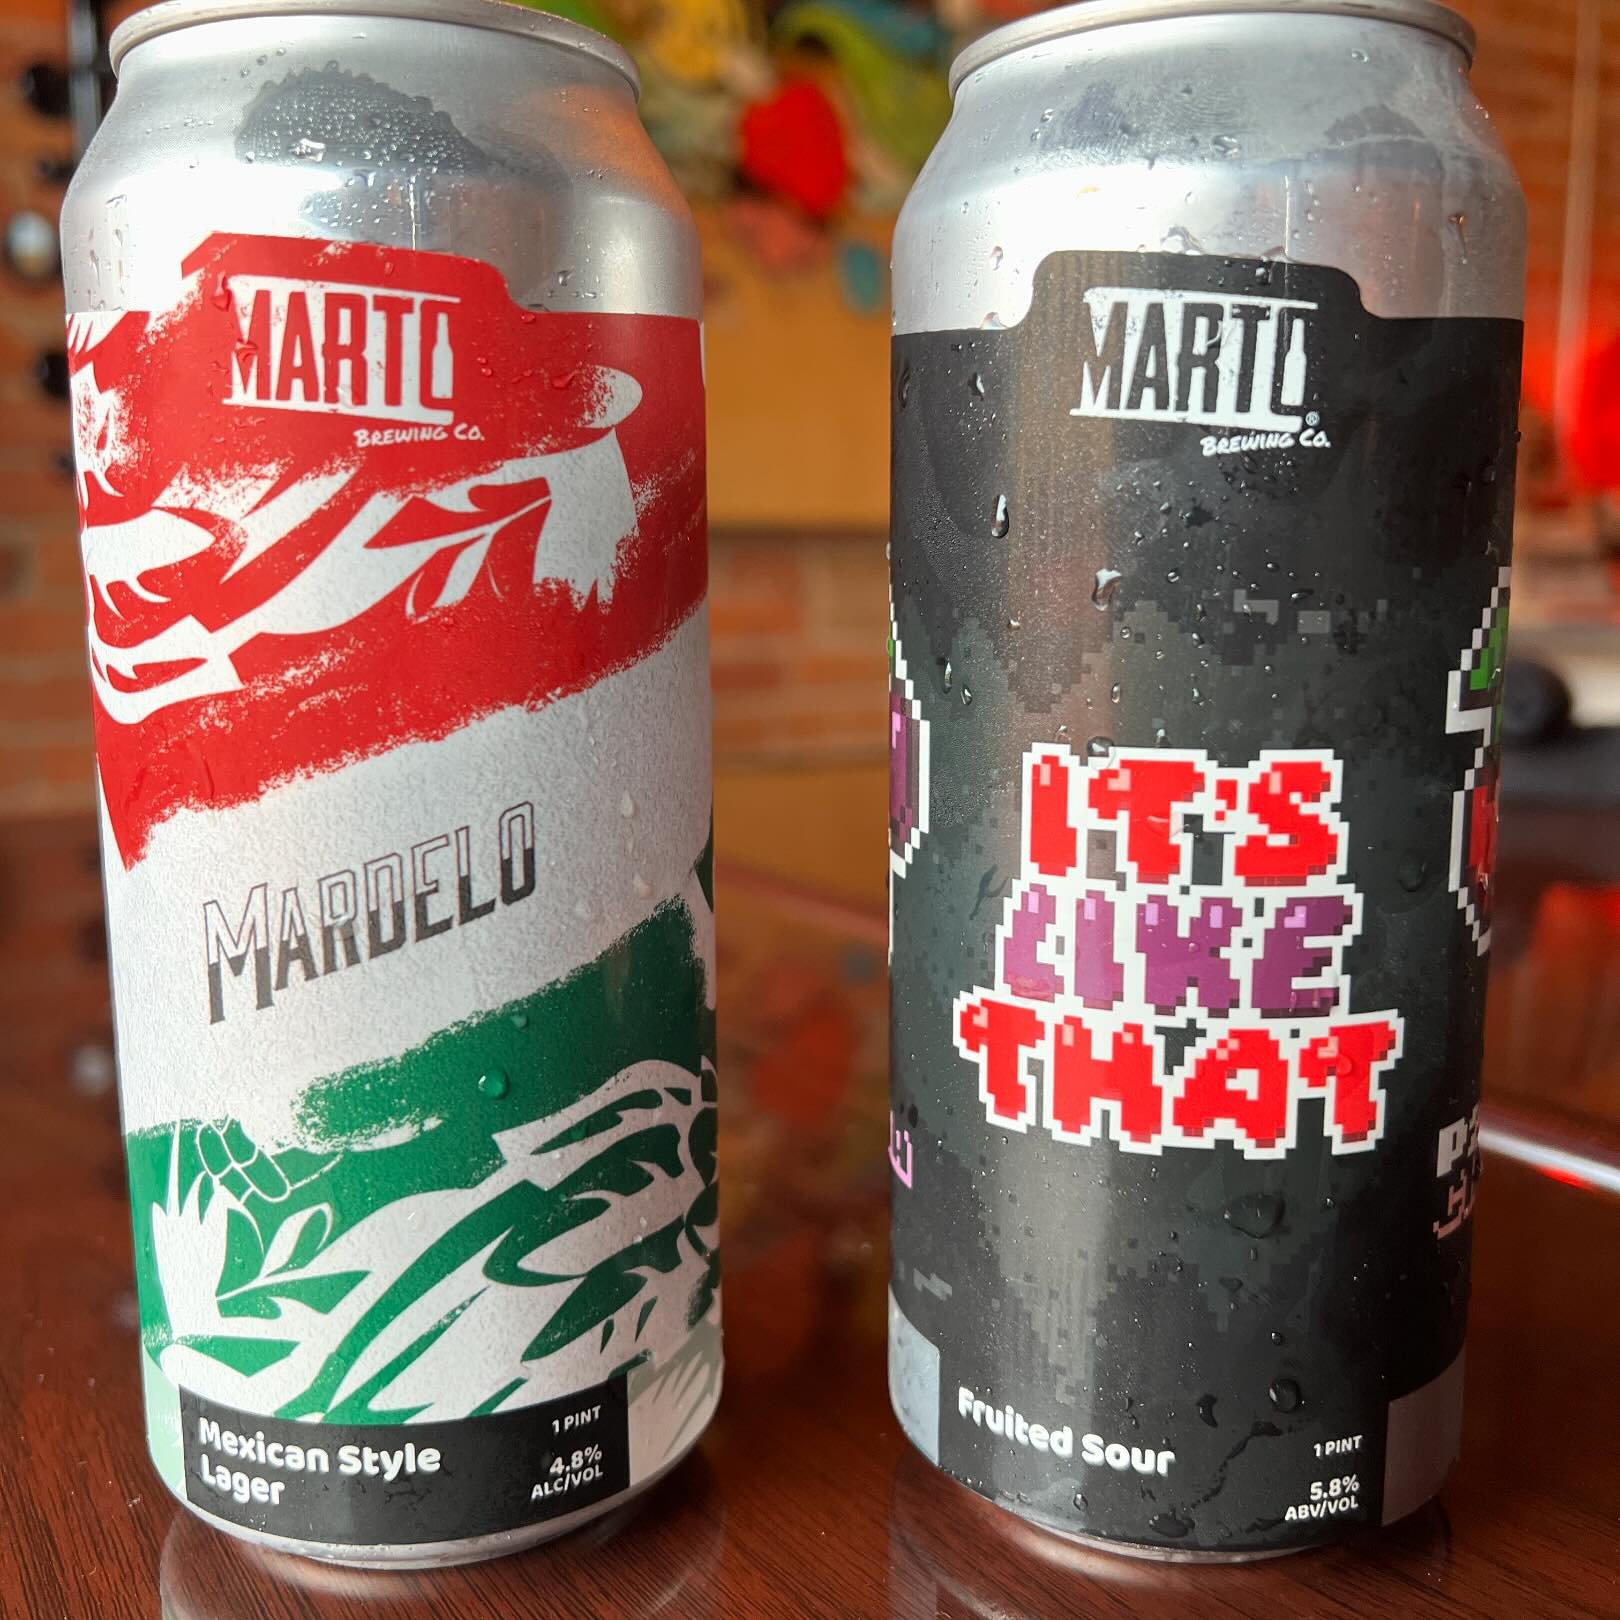 MARTO
BREWING CO.
MARDELO
Mexican Style
Lager
1 PINT
4.8%
ALC/VOL
MARTO®
BREWING CO.
IT'S
LIKE
THAT
Fruited Sour
1 PINT
5.8%
ABV/VOL